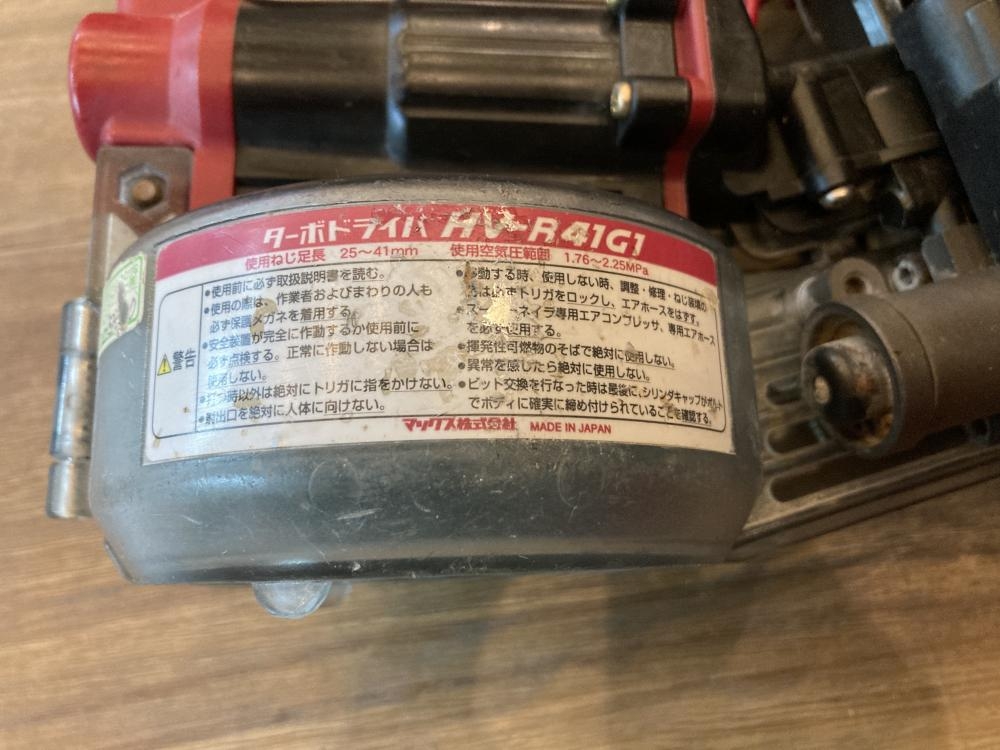 ターボドライバ HV-R41G1
使用ねじ足長 25〜41mm 使用空気圧範囲 1.76〜2.25MPa
警告
●使用前に必ず取扱説明書を読む。
●使用の際は、作業者およびまわりの人も
必ず保護メガネを着用する。
●安全装置が完全に作動するか使用前に
必ず点検する。正常に作動しない場合は
使用しない。
●打つ時以外は絶対にトリガに指をかけない。
●射出口を絶対に人体に向けない。
動する時、使用しない時、調整・修理・ねじ装填の
は必ずトリガをロックし、エアホースをはずす。
ネイラ専用エアコンプレッサ、専用エアホース
を必ず使用する。
●揮発性可燃物のそばで絶対に使用しない。
●異常を感じたら絶対に使用しない。
●ビット交換を行なった時は最後に、シリンダキャップがボルト
でボディに確実に締め付けられていることを確認する。
マックス株式会社 MADE IN JAPAN